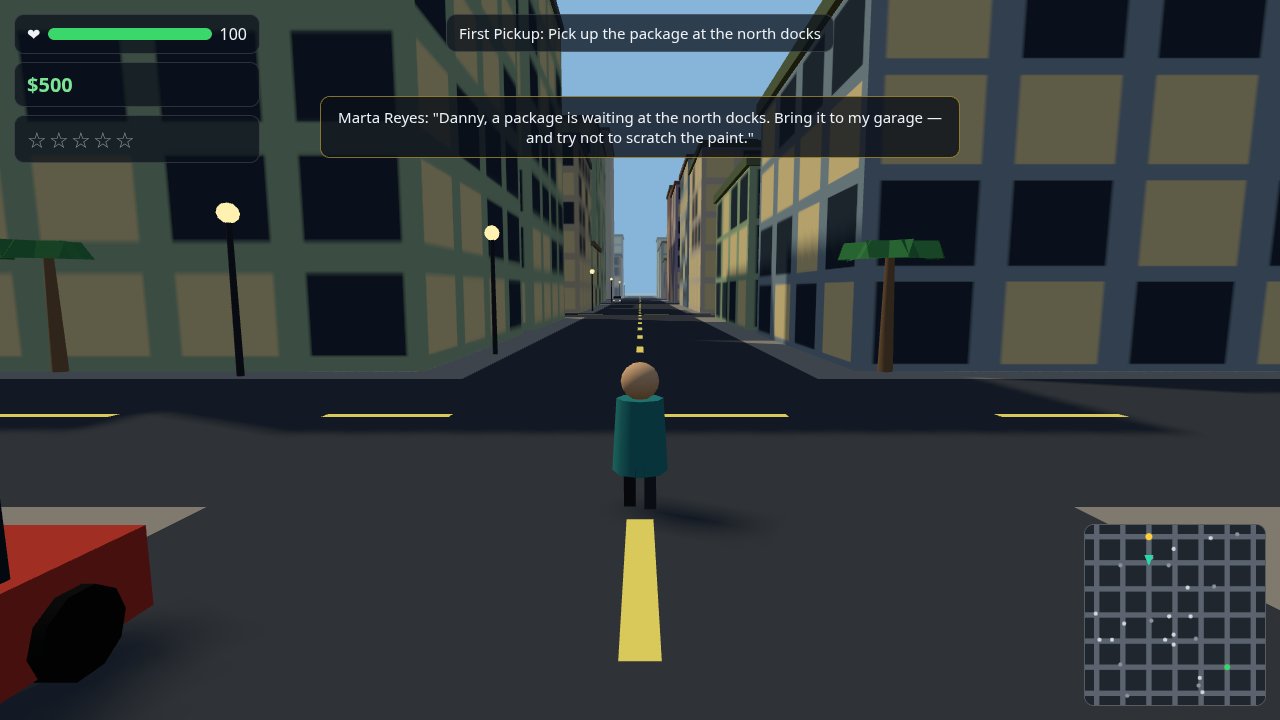 100
First Pickup: Pick up the package at the north docks
$500
Marta Reyes: "Danny, a package is waiting at the north docks. Bring it to my garage —
and try not to scratch the paint."